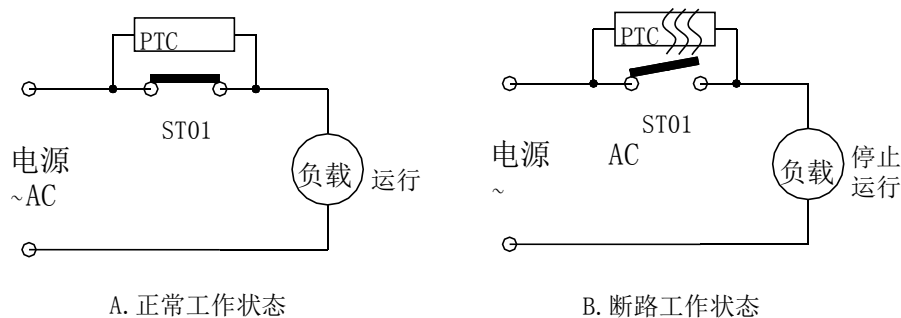 PTC
ST01
电源
~AC
负载
运行
A.正常工作状态
PTC
ST01
电源 AC
~
负载
停止
运行
B.断路工作状态